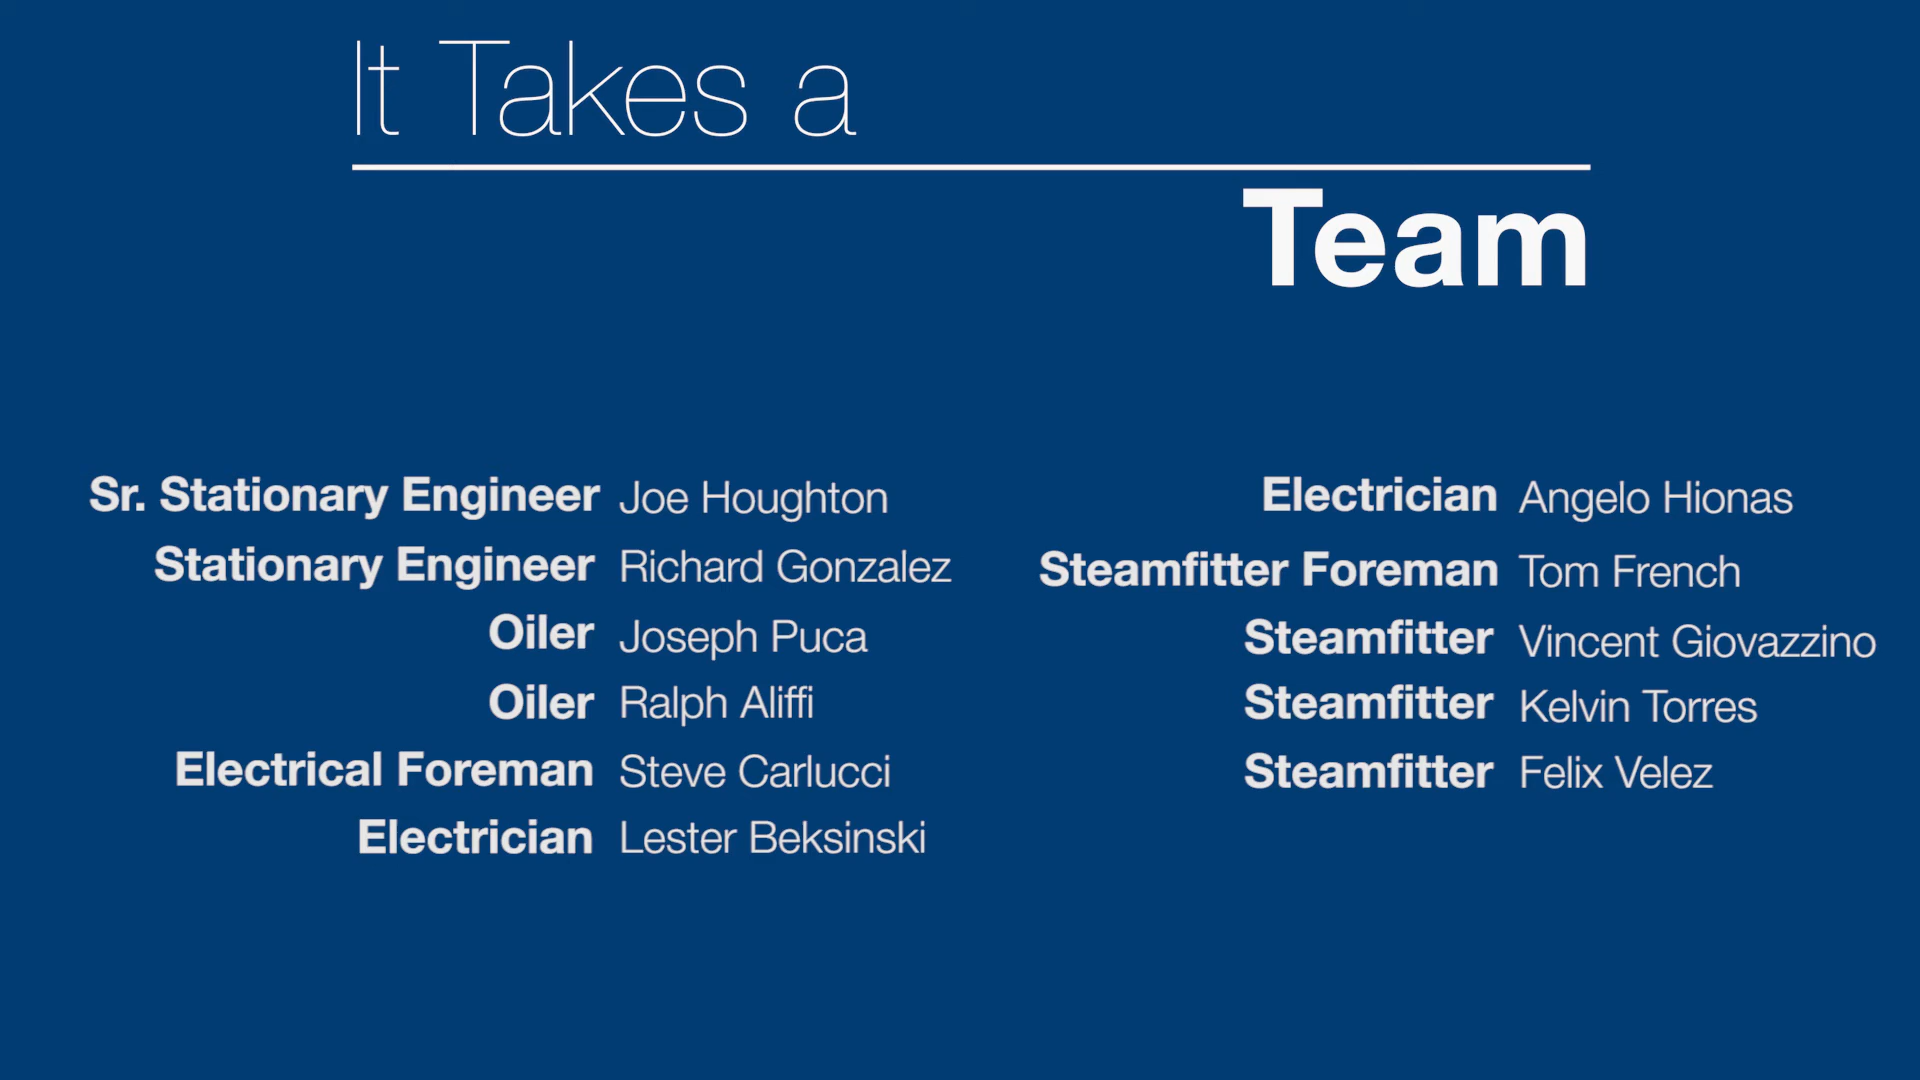 It Takes a
Team
Sr. Stationary Engineer Joe Houghton
Stationary Engineer Richard Gonzalez
Oiler Joseph Puca
Oiler Ralph Aliffi
Electrical Foreman Steve Carlucci
Electrician Lester Beksinski
Electrician Angelo Hionas
Steamfitter Foreman Tom French
Steamfitter Vincent Giovazzino
Steamfitter Kelvin Torres
Steamfitter Felix Velez